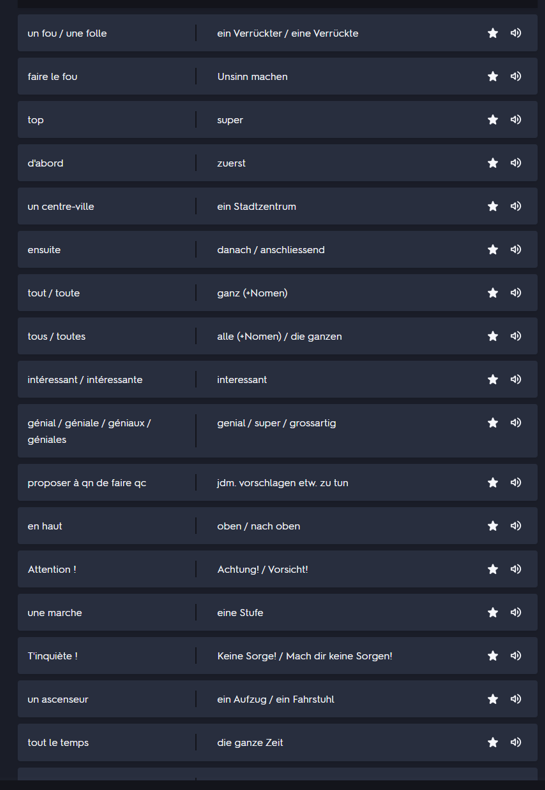 un fou / une folle
ein Verrückter / eine Verrückte
faire le fou
Unsinn machen
top
super
d'abord
zuerst
un centre-ville
ein Stadtzentrum
ensuite
danach / anschliessend
tout / toute
ganz (+Nomen)
tous / toutes
alle (+Nomen) / die ganzen
intéressant / intéressante
interessant
génial / géniale / géniaux /
géniales
genial / super / grossartig
proposer à qn de faire qc
jdm. vorschlagen etw. zu tun
en haut
oben / nach oben
Attention !
Achtung! / Vorsicht!
une marche
eine Stufe
T'inquiète !
Keine Sorge! / Mach dir keine Sorgen!
un ascenseur
ein Aufzug / ein Fahrstuhl
tout le temps
die ganze Zeit